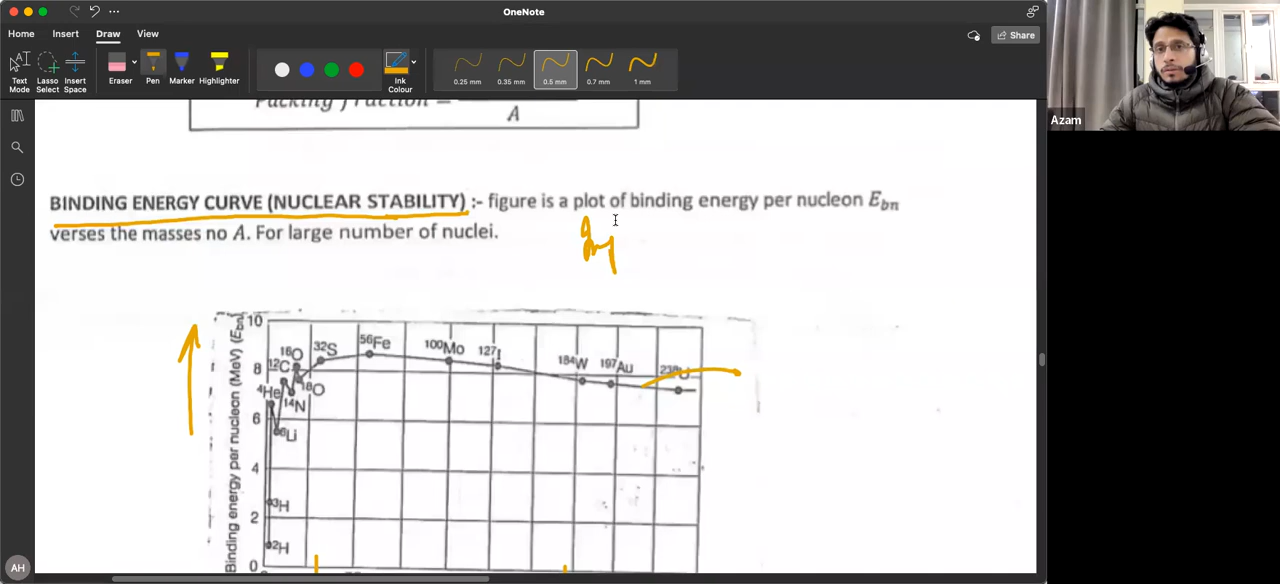 OneNote
Home Insert Draw View
Share
Text Mode
Lasso Select
Insert Space
Eraser
Pen
Marker
Highlighter
Ink Colour
0.25 mm
0.35 mm
0.5 mm
0.7 mm
1 mm
Azam
Packing fraction =
A
BINDING ENERGY CURVE (NUCLEAR STABILITY) :- figure is a plot of binding energy per nucleon Ebn
verses the masses no A. For large number of nuclei.
Binding energy per nucleon (MeV) (Ebn)
10
8
6
4
2
0
2H
3H
4He
6Li
12C
14N
16O
18O
32S
56Fe
100Mo
127I
184W
197Au
238U
AH